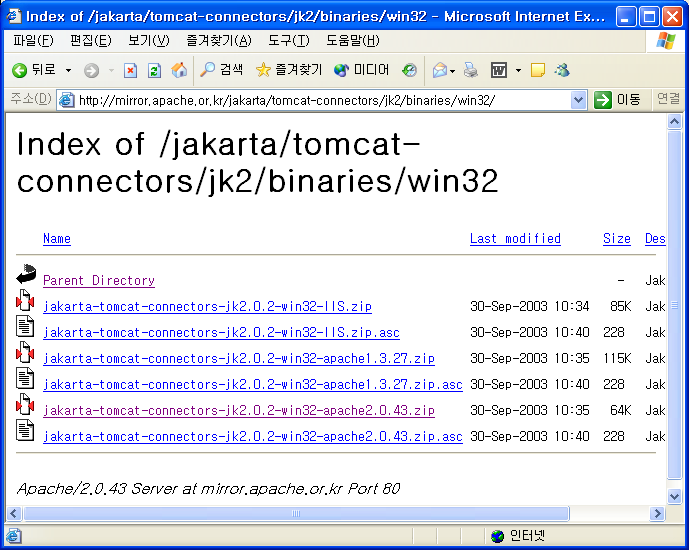 Index of /jakarta/tomcat-connectors/jk2/binaries/win32 - Microsoft Internet Ex...
파일(F) 편집(E) 보기(V) 즐겨찾기(A) 도구(T) 도움말(H)
뒤로 검색 즐겨찾기 미디어
주소(D) http://mirror.apache.or.kr/jakarta/tomcat-connectors/jk2/binaries/win32/ 이동 연결
Index of /jakarta/tomcat-
connectors/jk2/binaries/win32
Name Last modified Size Des
Parent Directory - Jak
jakarta-tomcat-connectors-jk2.0.2-win32-IIS.zip 30-Sep-2003 10:34 85K Jak
jakarta-tomcat-connectors-jk2.0.2-win32-IIS.zip.asc 30-Sep-2003 10:40 228 Jak
jakarta-tomcat-connectors-jk2.0.2-win32-apache1.3.27.zip 30-Sep-2003 10:35 115K Jak
jakarta-tomcat-connectors-jk2.0.2-win32-apache1.3.27.zip.asc 30-Sep-2003 10:40 228 Jak
jakarta-tomcat-connectors-jk2.0.2-win32-apache2.0.43.zip 30-Sep-2003 10:35 64K Jak
jakarta-tomcat-connectors-jk2.0.2-win32-apache2.0.43.zip.asc 30-Sep-2003 10:40 228 Jak
Apache/2.0.43 Server at mirror.apache.or.kr Port 80
인터넷